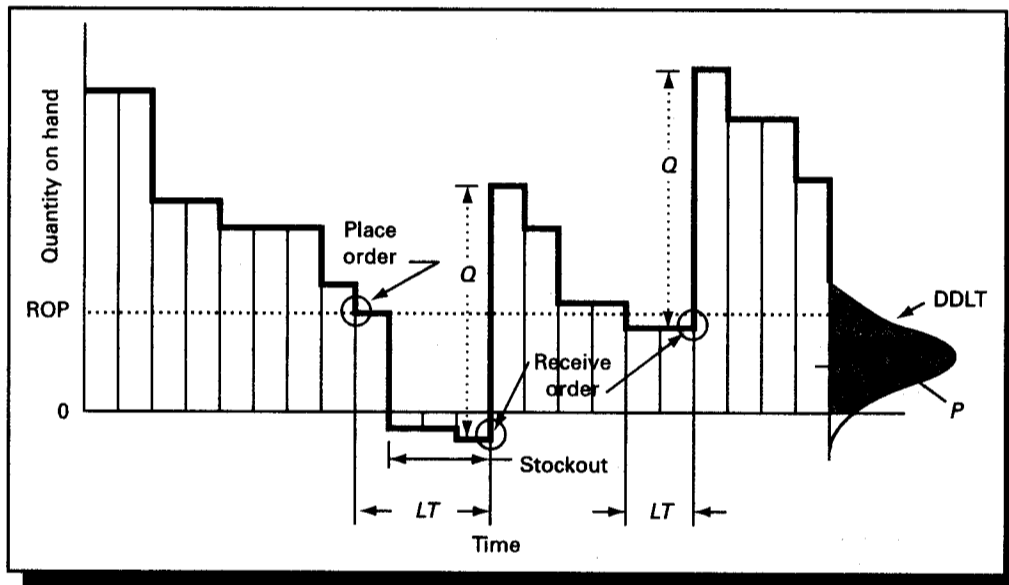 Quantity on hand
ROP
0
Place
order
Q
Q
Receive
order
Stockout
LT
LT
Time
DDLT
P